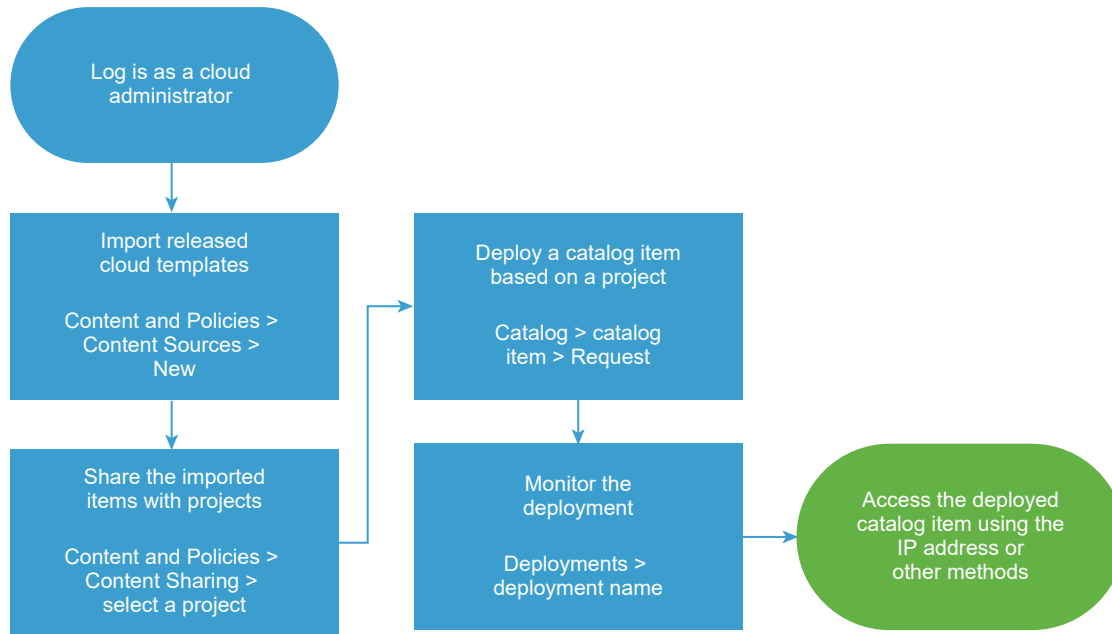 Log is as a cloud
administrator
Import released
cloud templates
Content and Policies >
Content Sources >
New
Share the imported
items with projects
Content and Policies >
Content Sharing >
select a project
Deploy a catalog item
based on a project
Catalog > catalog
item > Request
Monitor the
deployment
Deployments >
deployment name
Access the deployed
catalog item using the
IP address or
other methods